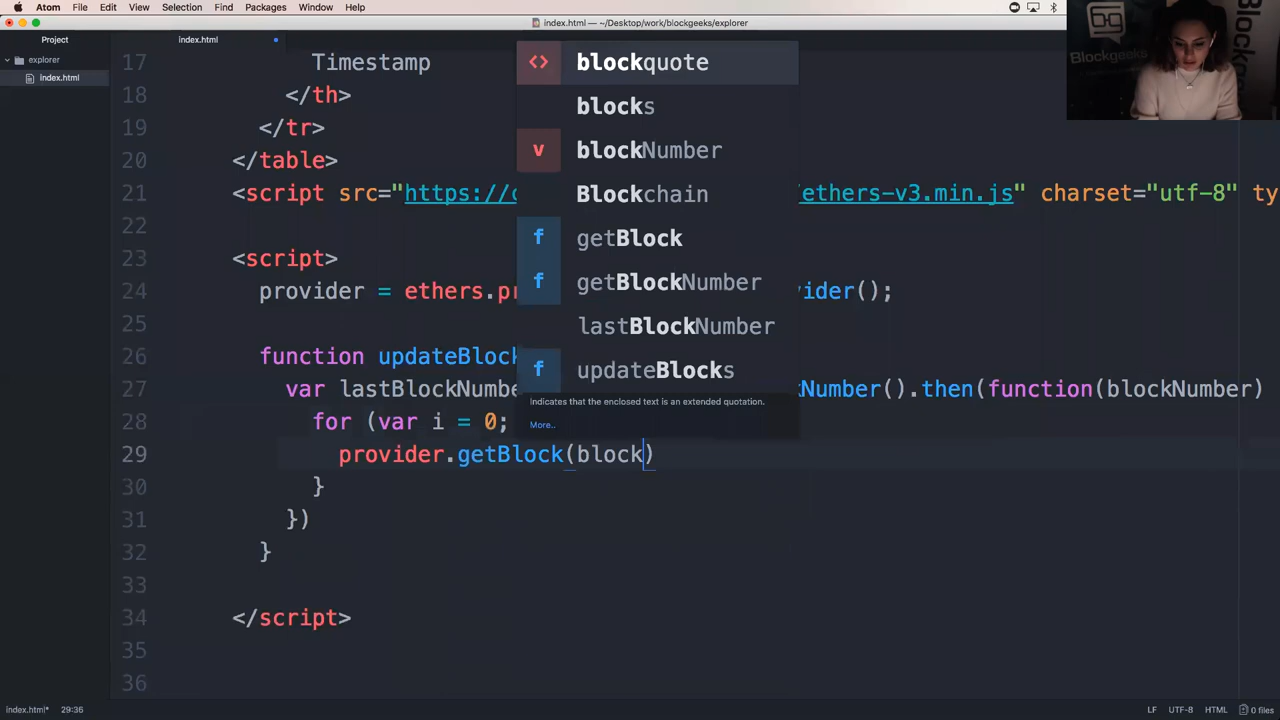 Atom File Edit View Selection Find Packages Window Help
index.html — ~/Desktop/work/blockgeeks/explorer
Project
index.html
explorer
index.html
17 Timestamp
18 </th>
19 </tr>
20 </table>
21 <script src="https:// /ethers-v3.min.js" charset="utf-8" ty
22
23 <script>
24 provider = ethers.pr vider();
25
26 function updateBlock
27 var lastBlockNumbe kNumber().then(function(blockNumber)
28 for (var i = 0;
29 provider.getBlock(block)
30 }
31 })
32 }
33
34 </script>
35
36
<> blockquote
blocks
v blockNumber
Blockchain
f getBlock
f getBlockNumber
lastBlockNumber
f updateBlocks
Indicates that the enclosed text is an extended quotation.
More..
Blockgeeks
index.html* 29:36 LF UTF-8 HTML 0 files